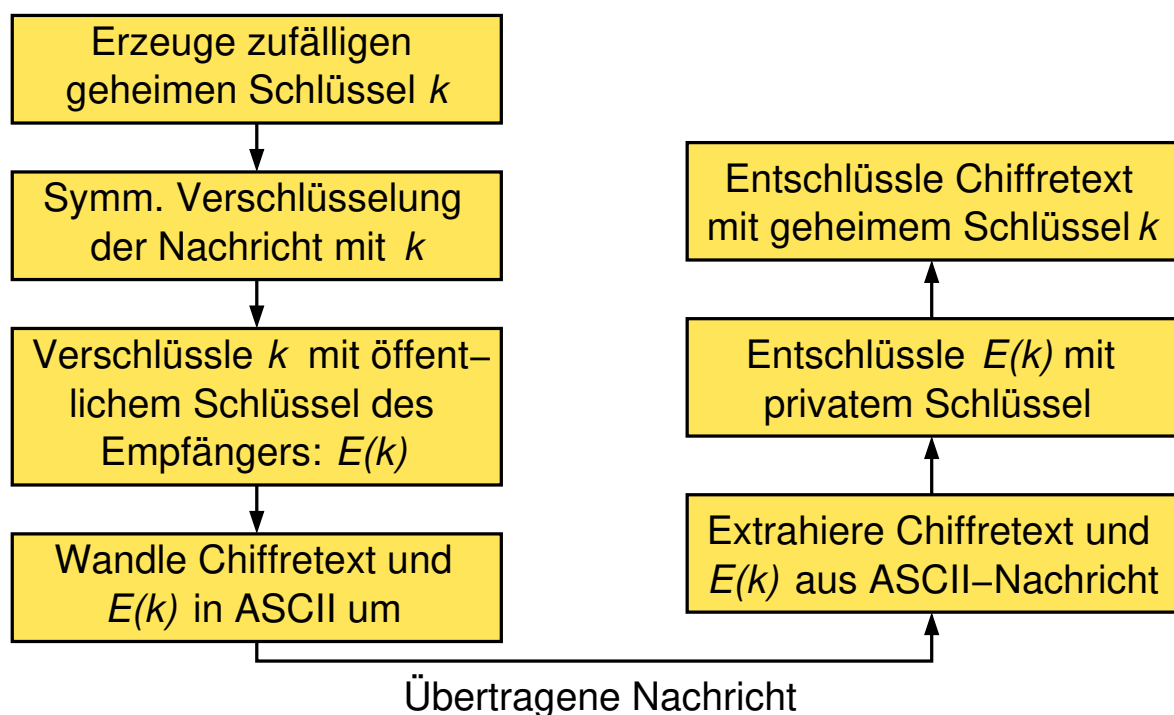 Erzeuge zufälligen
geheimen Schlüssel k
Symm. Verschlüsselung
der Nachricht mit k
Verschlüssle k mit öffent–
lichem Schlüssel des
Empfängers: E(k)
Wandle Chiffretext und
E(k) in ASCII um
Übertragene Nachricht
Extrahiere Chiffretext und
E(k) aus ASCII–Nachricht
Entschlüssle E(k) mit
privatem Schlüssel
Entschlüssle Chiffretext
mit geheimem Schlüssel k